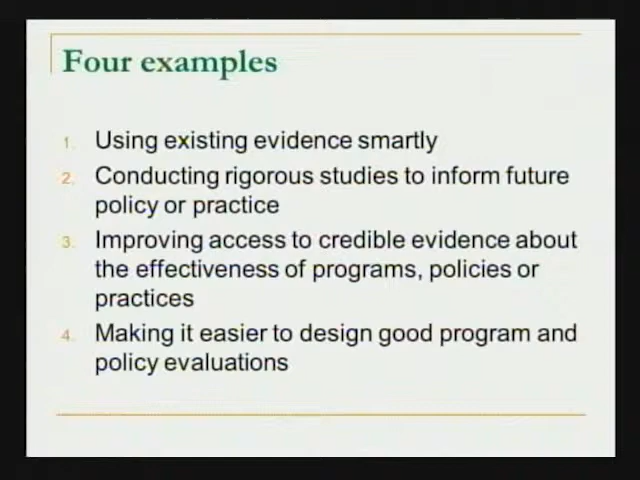 Four examples
1. Using existing evidence smartly
2. Conducting rigorous studies to inform future
policy or practice
3. Improving access to credible evidence about
the effectiveness of programs, policies or
practices
4. Making it easier to design good program and
policy evaluations